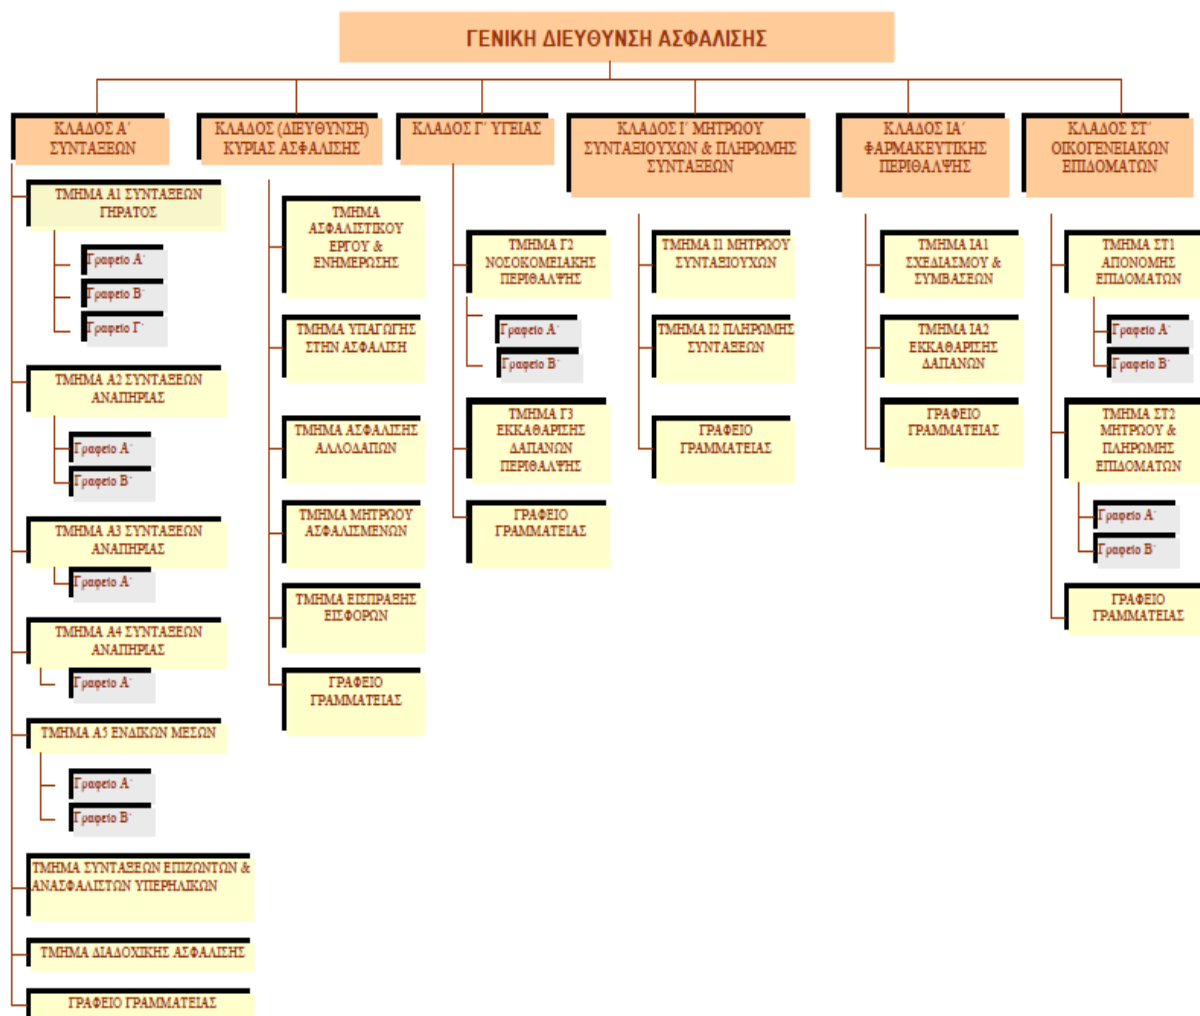 ΓΕΝΙΚΗ ΔΙΕΥΘΥΝΣΗ ΑΣΦΑΛΙΣΗΣ
ΚΛΑΔΟΣ Α΄
ΣΥΝΤΑΞΕΩΝ
ΤΜΗΜΑ Α1 ΣΥΝΤΑΞΕΩΝ
ΓΗΡΑΤΟΣ
Γραφείο Α΄
Γραφείο Β΄
Γραφείο Γ΄
ΤΜΗΜΑ Α2 ΣΥΝΤΑΞΕΩΝ
ΑΝΑΠΗΡΙΑΣ
Γραφείο Α΄
Γραφείο Β΄
ΤΜΗΜΑ Α3 ΣΥΝΤΑΞΕΩΝ
ΑΝΑΠΗΡΙΑΣ
Γραφείο Α΄
ΤΜΗΜΑ Α4 ΣΥΝΤΑΞΕΩΝ
ΑΝΑΠΗΡΙΑΣ
Γραφείο Α΄
ΤΜΗΜΑ Α5 ΕΝΔΙΚΩΝ ΜΕΣΩΝ
Γραφείο Α΄
Γραφείο Β΄
ΤΜΗΜΑ ΣΥΝΤΑΞΕΩΝ ΕΠΙΖΩΝΤΩΝ &
ΑΝΑΣΦΑΛΙΣΤΩΝ ΥΠΕΡΗΛΙΚΩΝ
ΤΜΗΜΑ ΔΙΑΔΟΧΙΚΗΣ ΑΣΦΑΛΙΣΗΣ
ΓΡΑΦΕΙΟ ΓΡΑΜΜΑΤΕΙΑΣ
ΚΛΑΔΟΣ (ΔΙΕΥΘΥΝΣΗ)
ΚΥΡΙΑΣ ΑΣΦΑΛΙΣΗΣ
ΤΜΗΜΑ
ΑΣΦΑΛΙΣΤΙΚΟΥ
ΕΡΓΟΥ &
ΕΝΗΜΕΡΩΣΗΣ
ΤΜΗΜΑ ΥΠΑΓΩΓΗΣ
ΣΤΗΝ ΑΣΦΑΛΙΣΗ
ΤΜΗΜΑ ΑΣΦΑΛΙΣΗΣ
ΑΛΛΟΔΑΠΩΝ
ΤΜΗΜΑ ΜΗΤΡΩΟΥ
ΑΣΦΑΛΙΣΜΕΝΩΝ
ΤΜΗΜΑ ΕΙΣΠΡΑΞΗΣ
ΕΙΣΦΟΡΩΝ
ΓΡΑΦΕΙΟ
ΓΡΑΜΜΑΤΕΙΑΣ
ΚΛΑΔΟΣ Γ΄ ΥΓΕΙΑΣ
ΤΜΗΜΑ Γ2
ΝΟΣΟΚΟΜΕΙΑΚΗΣ
ΠΕΡΙΘΑΛΨΗΣ
Γραφείο Α΄
Γραφείο Β΄
ΤΜΗΜΑ Γ3
ΕΚΚΑΘΑΡΙΣΗΣ
ΔΑΠΑΝΩΝ
ΠΕΡΙΘΑΛΨΗΣ
ΓΡΑΦΕΙΟ
ΓΡΑΜΜΑΤΕΙΑΣ
ΚΛΑΔΟΣ Ι΄ ΜΗΤΡΩΟΥ
ΣΥΝΤΑΞΙΟΥΧΩΝ & ΠΛΗΡΩΜΗΣ
ΣΥΝΤΑΞΕΩΝ
ΤΜΗΜΑ Ι1 ΜΗΤΡΩΟΥ
ΣΥΝΤΑΞΙΟΥΧΩΝ
ΤΜΗΜΑ Ι2 ΠΛΗΡΩΜΗΣ
ΣΥΝΤΑΞΕΩΝ
ΓΡΑΦΕΙΟ
ΓΡΑΜΜΑΤΕΙΑΣ
ΚΛΑΔΟΣ ΙΑ΄
ΦΑΡΜΑΚΕΥΤΙΚΗΣ
ΠΕΡΙΘΑΛΨΗΣ
ΤΜΗΜΑ ΙΑ1
ΣΧΕΔΙΑΣΜΟΥ &
ΣΥΜΒΑΣΕΩΝ
ΤΜΗΜΑ ΙΑ2
ΕΚΚΑΘΑΡΙΣΗΣ
ΔΑΠΑΝΩΝ
ΓΡΑΦΕΙΟ
ΓΡΑΜΜΑΤΕΙΑΣ
ΚΛΑΔΟΣ ΣΤ΄
ΟΙΚΟΓΕΝΕΙΑΚΩΝ
ΕΠΙΔΟΜΑΤΩΝ
ΤΜΗΜΑ ΣΤ1
ΑΠΟΝΟΜΗΣ
ΕΠΙΔΟΜΑΤΩΝ
Γραφείο Α΄
Γραφείο Β΄
ΤΜΗΜΑ ΣΤ2
ΜΗΤΡΩΟΥ &
ΠΛΗΡΩΜΗΣ
ΕΠΙΔΟΜΑΤΩΝ
Γραφείο Α΄
Γραφείο Β΄
ΓΡΑΦΕΙΟ
ΓΡΑΜΜΑΤΕΙΑΣ